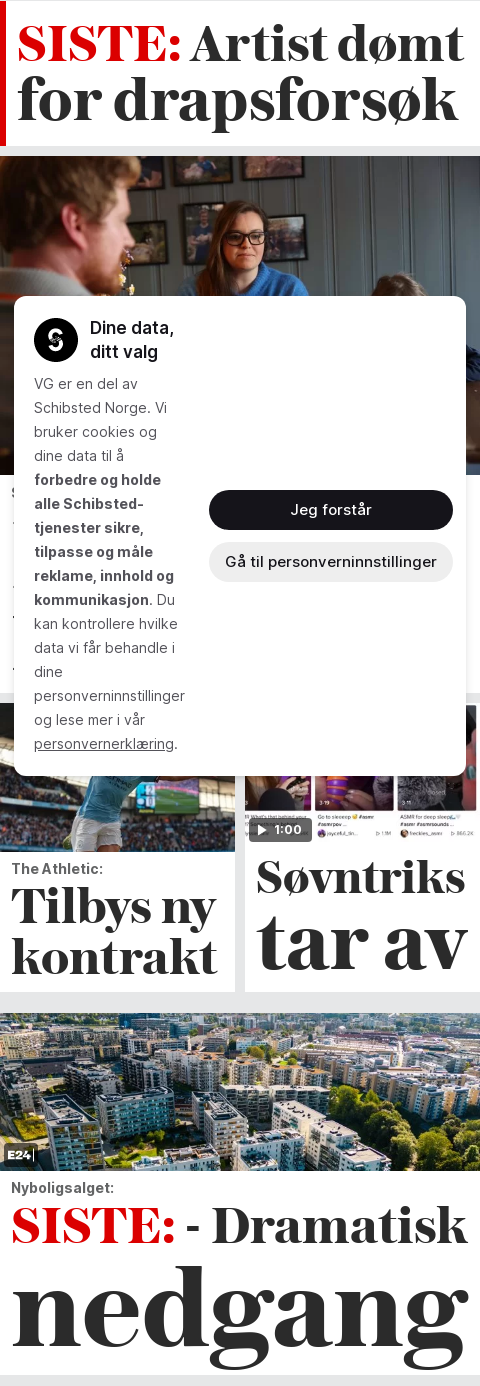 SISTE: Artist dømt
for drapsforsøk
Dine data,
ditt valg
VG er en del av
Schibsted Norge. Vi
bruker cookies og
dine data til å
forbedre og holde
alle Schibsted-
tjenester sikre,
tilpasse og måle
reklame, innhold og
kommunikasjon. Du
kan kontrollere hvilke
data vi får behandle i
dine
personverninnstillinger
og lese mer i vår
personvernerklæring.
Jeg forstår
Gå til personverninnstillinger
1:00
The Athletic:
Tilbys ny
kontrakt
Søvntriks
tar av
E24
Nyboligsalget:
SISTE: - Dramatisk
nedgang